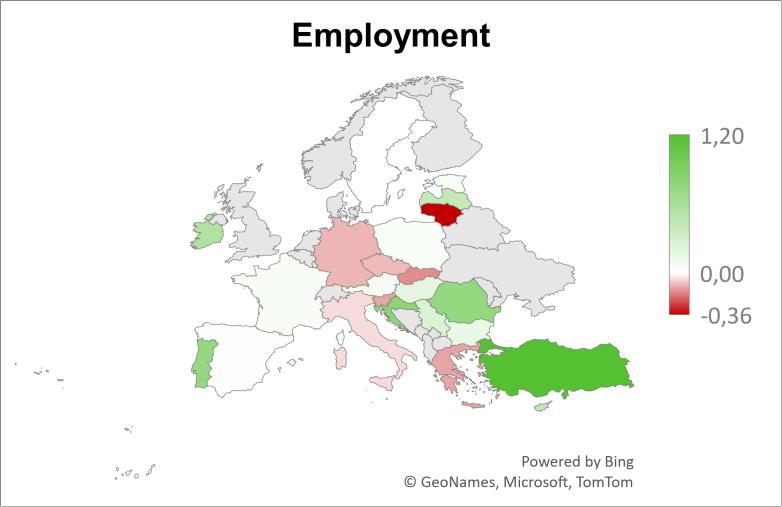 Employment
1,20
0,00
-0,36
Powered by Bing
© GeoNames, Microsoft, TomTom